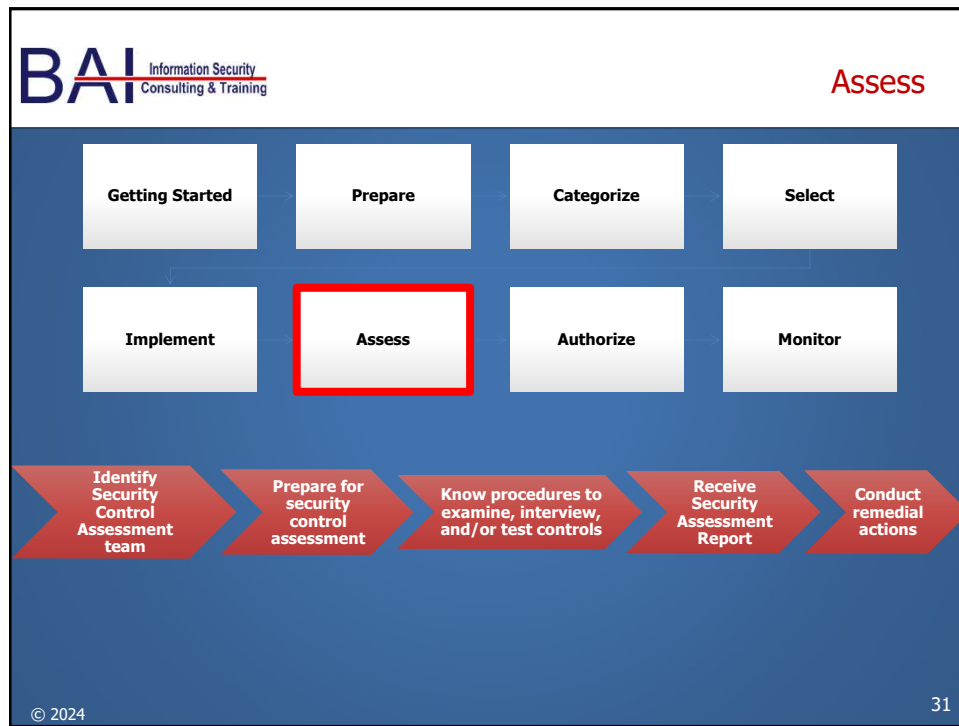 BAI
Information Security
Consulting & Training
Assess
Getting Started
Prepare
Categorize
Select
Implement
Assess
Authorize
Monitor
Identify
Security
Control
Assessment
team
Prepare for
security
control
assessment
Know procedures to
examine, interview,
and/or test controls
Receive
Security
Assessment
Report
Conduct
remedial
actions
© 2024
31